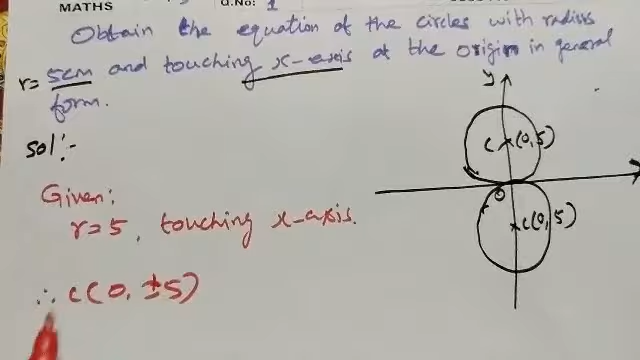 MATHS Q.No: 1
Obtain the equation of the circles with radius
r= 5cm and touching x-axis at the origin in general
form.
Sol:-
Given:
r=5, touching x-axis.
∴ C(0, ±5)
y
C (0,5)
O
C(0,5)
x